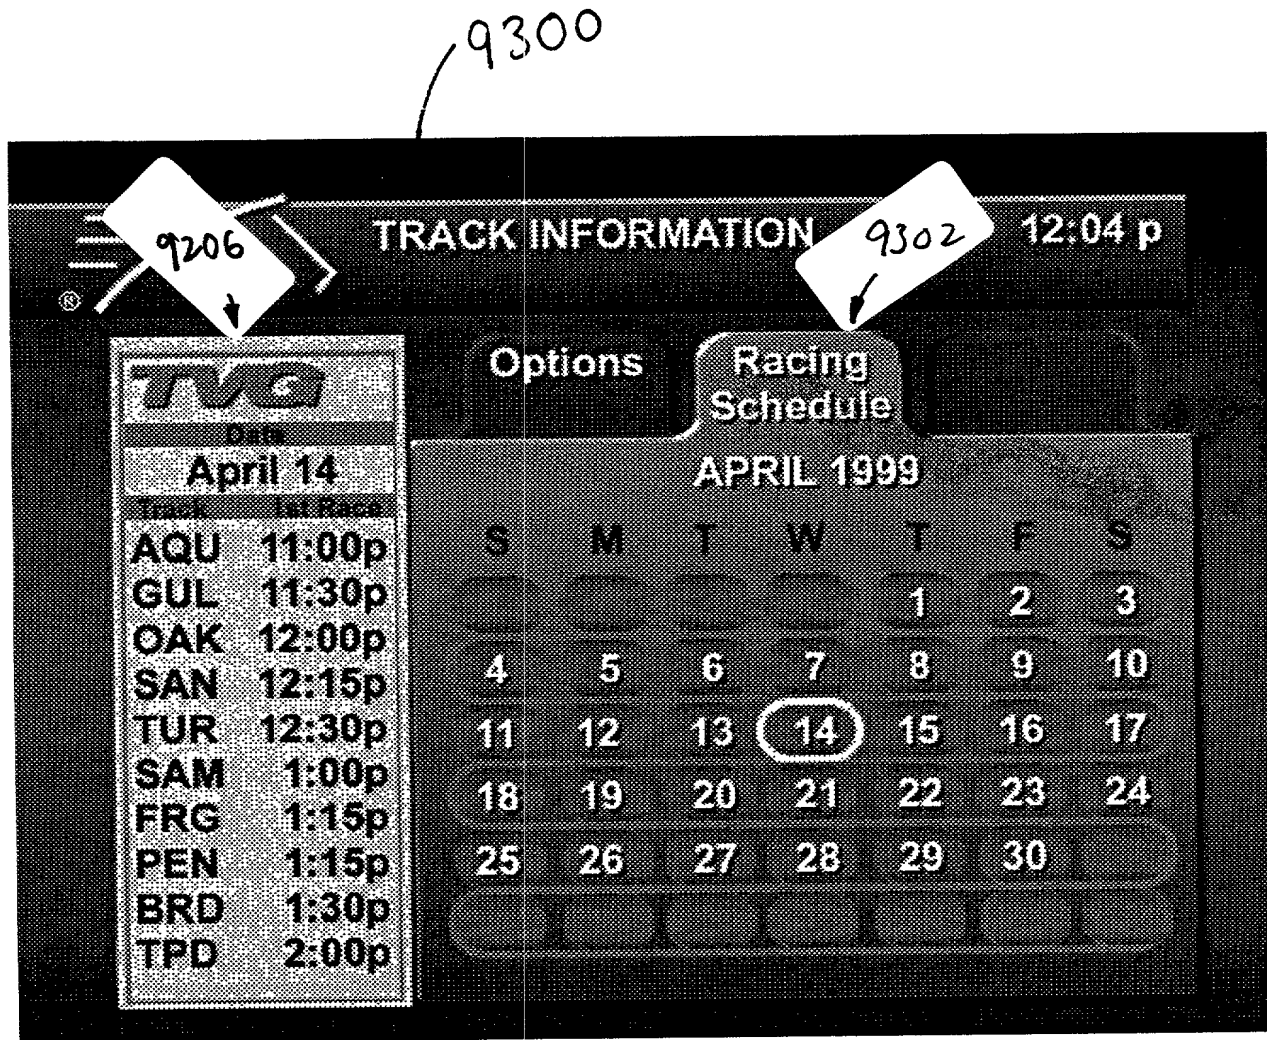 9300
9206
TRACK INFORMATION
9302
12:04 p
®
Options
Racing
Schedule
TVG
Date
April 14
Track 1st Race
AQU 11:00p
GUL 11:30p
OAK 12:00p
SAN 12:15p
TUR 12:30p
SAM 1:00p
FRG 1:15p
PEN 1:15p
BRD 1:30p
TPD 2:00p
APRIL 1999
S M T W T F S
1 2 3
4 5 6 7 8 9 10
11 12 13 14 15 16 17
18 19 20 21 22 23 24
25 26 27 28 29 30